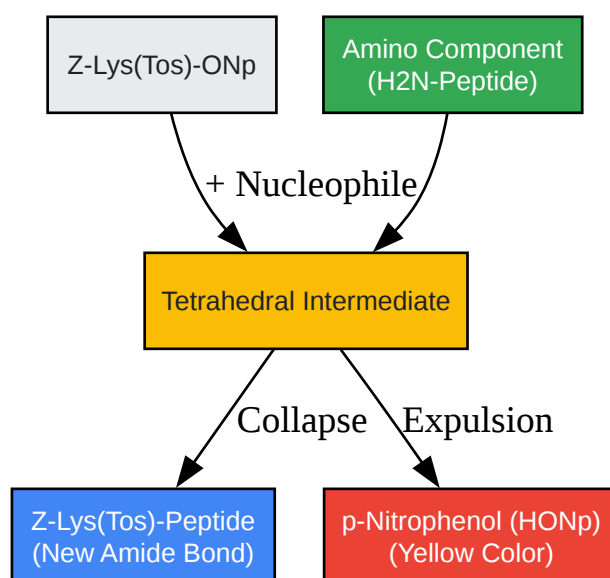 Z-Lys(Tos)-ONp
Amino Component
(H2N-Peptide)
+ Nucleophile
Tetrahedral Intermediate
Collapse
Expulsion
Z-Lys(Tos)-Peptide
(New Amide Bond)
p-Nitrophenol (HONp)
(Yellow Color)